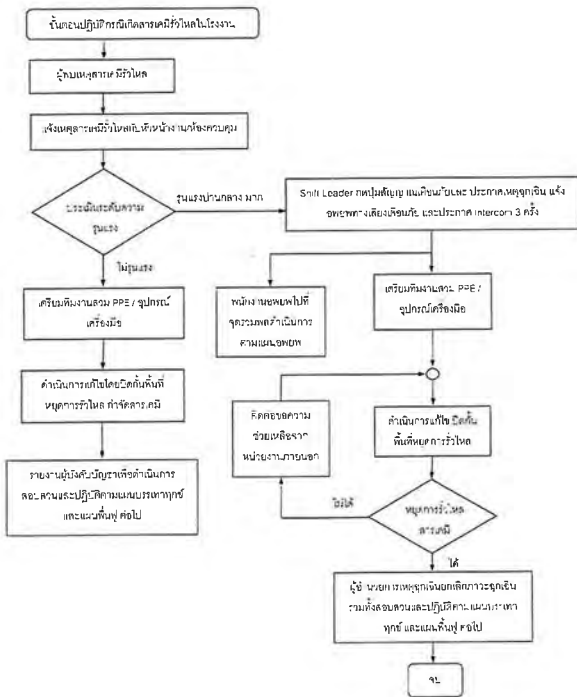 ขั้นตอนปฏิบัติกรณีเกิดสารเคมีรั่วไหลในโรงงาน
ผู้พบเหตุสารเคมีรั่วไหล
แจ้งเหตุสารเคมีรั่วไหลกับหัวหน้างาน/ห้องควบคุม
ประเมินระดับความ
รุนแรง
รุนแรงปานกลาง มาก
Shift Leader กดปุ่มสัญญาณเตือนภัยและ ประกาศเหตุฉุกเฉิน แจ้ง
อพยพทางเสียงเตือนภัย และประกาศ Intercom 3 ครั้ง
ไม่รุนแรง
เตรียมทีมงานสวม PPE / อุปกรณ์
เครื่องมือ
ดำเนินการแก้ไขโดยปิดกั้นพื้นที่
หยุดการรั่วไหล กำจัดสารเคมี
รายงานผู้บังคับบัญชาเพื่อดำเนินการ
สอบสวนและปฏิบัติตามแผนบรรเทาทุกข์
และแผนฟื้นฟู ต่อไป
พนักงานอพยพไปที่
จุดรวมพลดำเนินการ
ตามแผนอพยพ
เตรียมทีมงานสวม PPE /
อุปกรณ์เครื่องมือ
ติดต่อขอความ
ช่วยเหลือจาก
หน่วยงานภายนอก
ดำเนินการแก้ไข ปิดกั้น
พื้นที่หยุดการรั่วไหล
ไม่ได้
หยุดการรั่วไหล
สารเคมี
ได้
ผู้อำนวยการเหตุฉุกเฉินยกเลิกภาวะฉุกเฉิน
รวมทั้งสอบสวนและปฏิบัติตามแผนบรรเทา
ทุกข์ และแผนฟื้นฟู ต่อไป
จบ